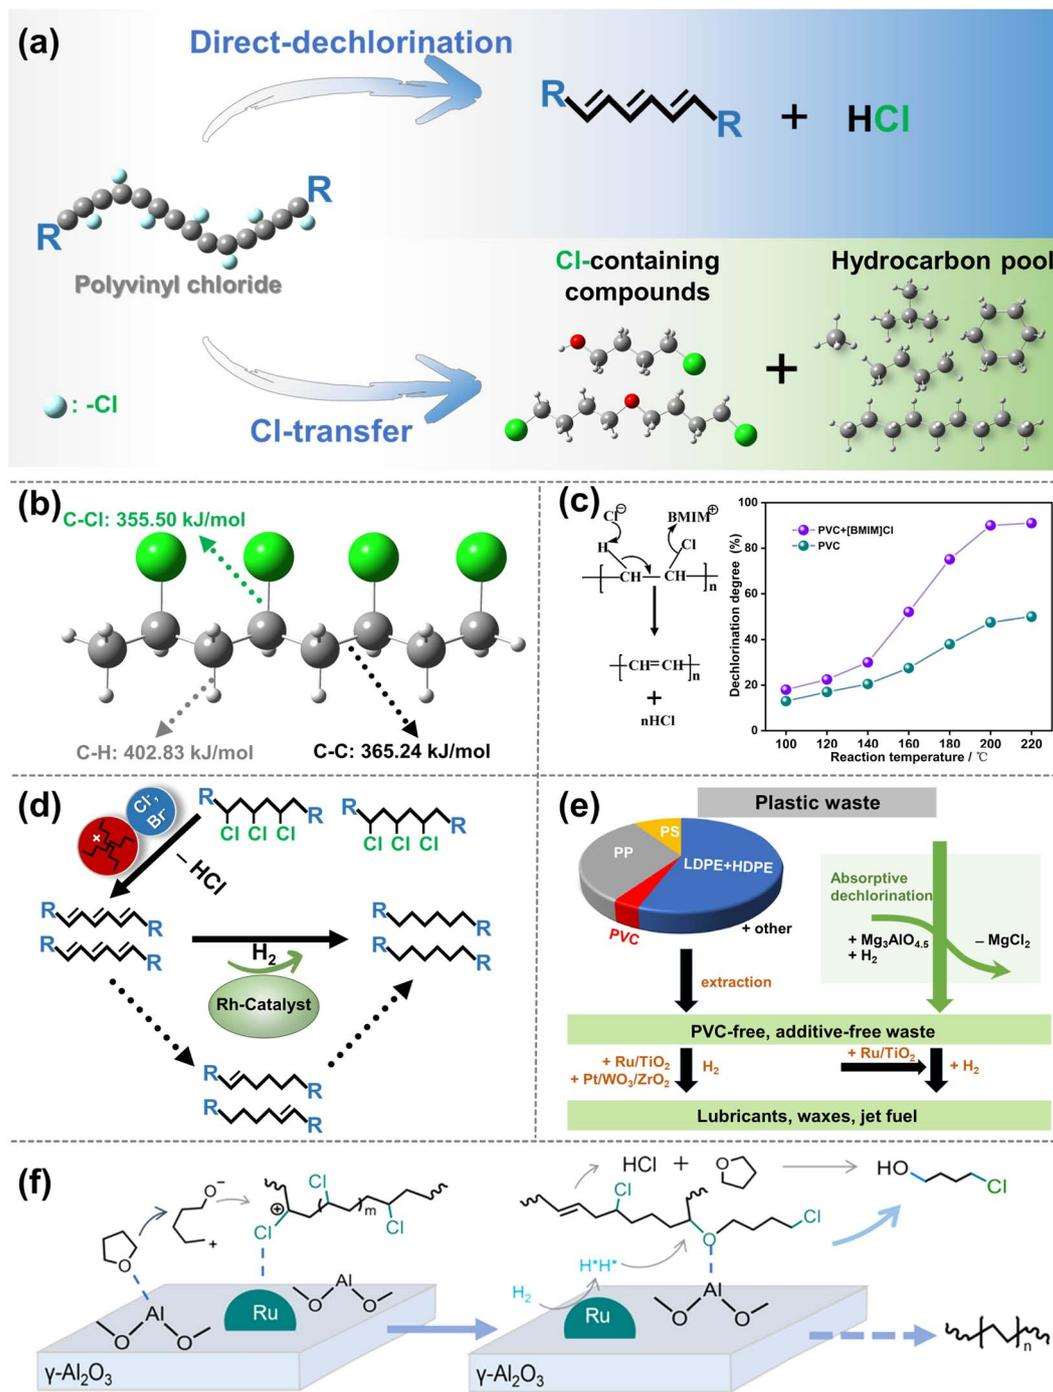 (a)
Direct-dechlorination
R
R
+
HCl
R
R
Polyvinyl chloride
: -Cl
Cl-transfer
Cl-containing
compounds
+
Hydrocarbon pool
(b)
C-Cl: 355.50 kJ/mol
C-H: 402.83 kJ/mol
C-C: 365.24 kJ/mol
(c)
Cl⊖
BMIM⊕
H
Cl
CH
CH
n
CH=CH
n
+
nHCl
Dechlorination degree (%)
100
80
60
40
20
0
PVC+[BMIM]Cl
PVC
100 120 140 160 180 200 220
Reaction temperature / ℃
(d)
+
Cl⁻,
Br⁻
R
R
Cl Cl Cl
R
Cl Cl Cl
– HCl
R
R
R
R
R
R
R
R
H₂
Rh-Catalyst
R
R
R
R
(e)
Plastic waste
PS
PP
LDPE+HDPE
PVC
+ other
Absorptive
dechlorination
+ Mg₃AlO₄.₅
+ H₂
– MgCl₂
extraction
PVC-free, additive-free waste
+ Ru/TiO₂
+ Pt/WO₃/ZrO₂
H₂
+ Ru/TiO₂
+ H₂
Lubricants, waxes, jet fuel
(f)
O⁻
+
O
Cl
⊕
m
Cl
Cl
Al
O
O
Ru
Al
O
O
γ-Al₂O₃
HCl + O
HO
Cl
Cl
Cl
O
H*H*
H₂
Ru
Al
O
O
γ-Al₂O₃
n